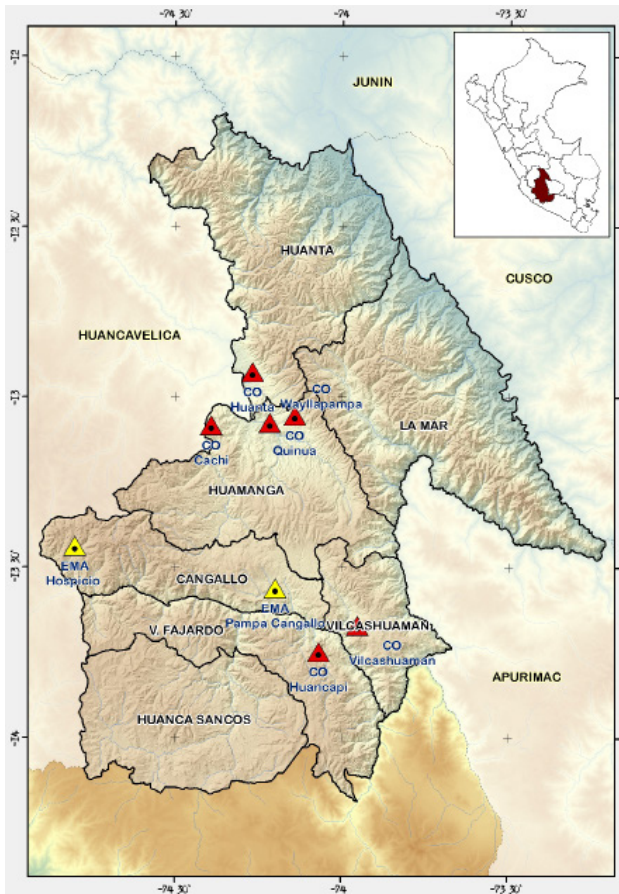 -74 30'
-74
-73 30'
-12
JUNIN
-12 30'
HUANTA
CUSCO
HUANCAVELICA
-13
CO
Huanta
CO
Wayllapampa
CO
Cachi
CO
Quinua
LA MAR
HUAMANGA
-13 30'
EMA
Hospicio
CANGALLO
EMA
Pampa Cangallo
V. FAJARDO
VILCASHUAMAN
CO
Vilcashuaman
CO
Huancapi
APURIMAC
HUANCA SANCOS
-14
-74 30'
-74
-73 30'